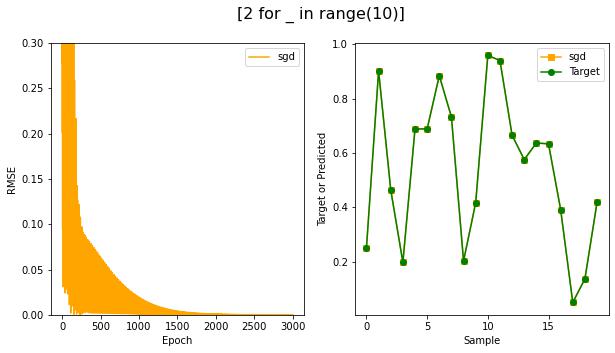 [2 for _ in range(10)]
sgd
0.30
0.25
0.20
0.15
0.10
0.05
0.00
RMSE
0 500 1000 1500 2000 2500 3000
Epoch
sgd
Target
1.0
0.8
0.6
0.4
0.2
Target or Predicted
0 5 10 15
Sample